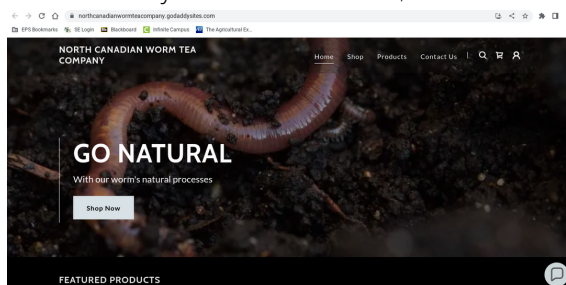 northcanadianwormteacompany.godaddysites.com
EPS Bookmarks SE Login Blackboard Infinite Campus The Agricultural Ex...
NORTH CANADIAN WORM TEA
COMPANY
Home Shop Products Contact Us
GO NATURAL
With our worm's natural processes
Shop Now
FEATURED PRODUCTS